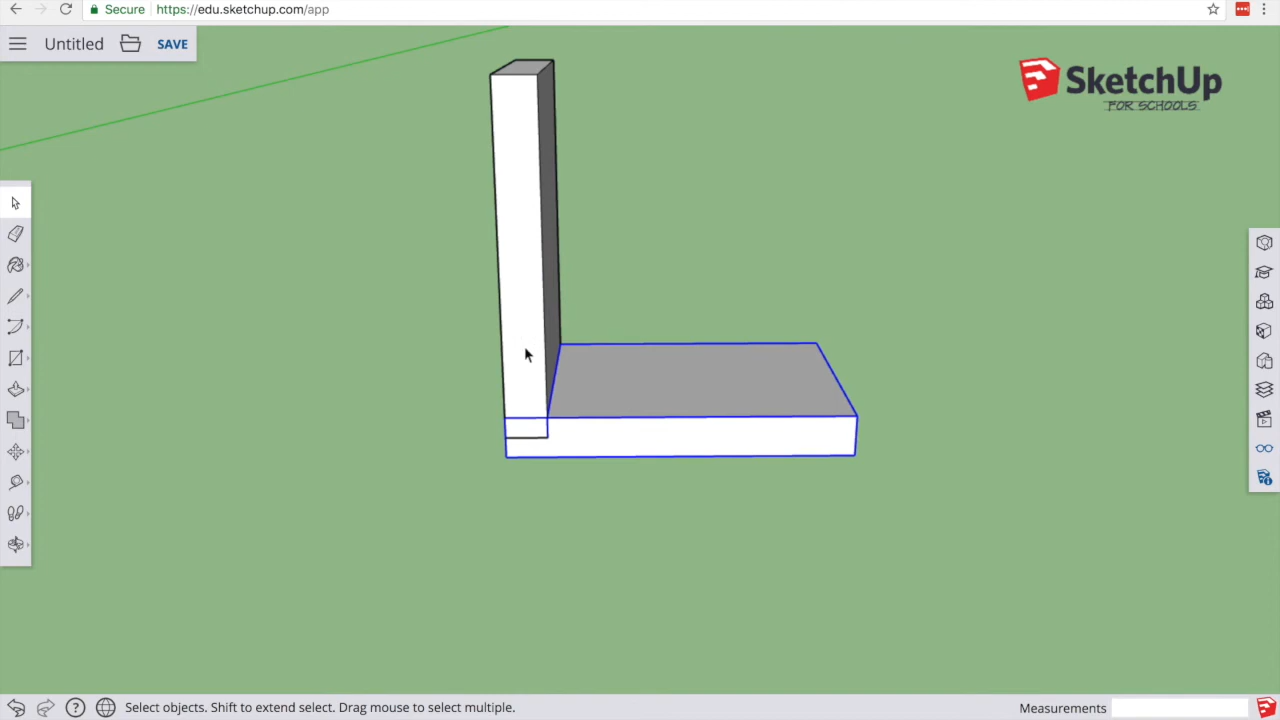 Secure
https://edu.sketchup.com/app
Untitled
SAVE
SketchUp
FOR SCHOOLS
Select objects. Shift to extend select. Drag mouse to select multiple.
Measurements